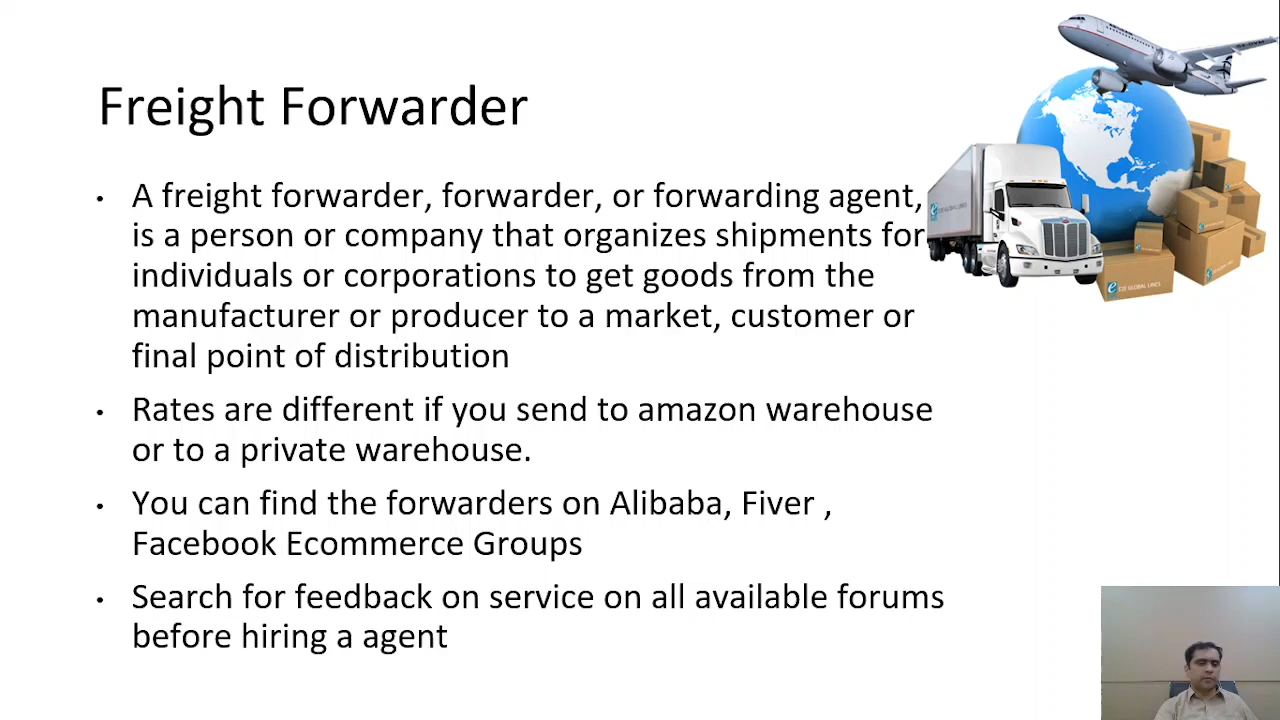 Freight Forwarder
• A freight forwarder, forwarder, or forwarding agent,
is a person or company that organizes shipments for
individuals or corporations to get goods from the
manufacturer or producer to a market, customer or
final point of distribution
• Rates are different if you send to amazon warehouse
or to a private warehouse.
• You can find the forwarders on Alibaba, Fiver ,
Facebook Ecommerce Groups
• Search for feedback on service on all available forums
before hiring a agent